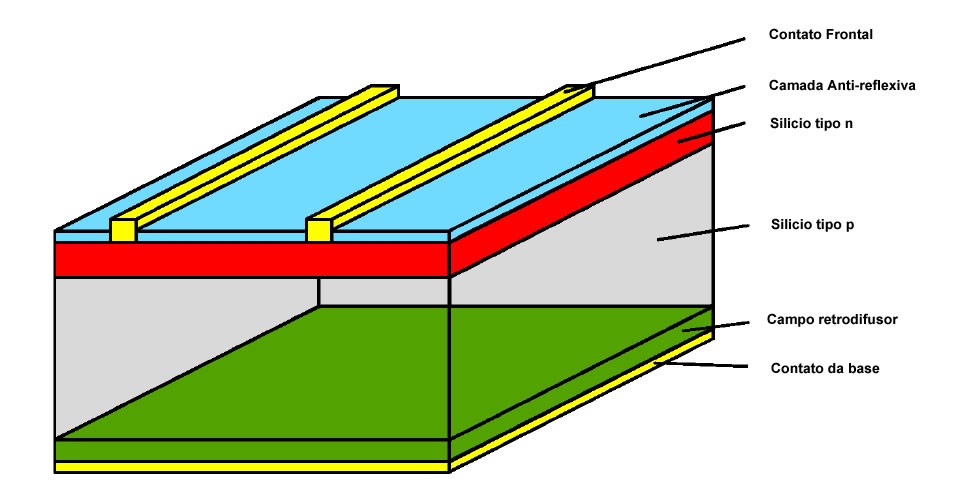 Contato Frontal
Camada Anti-reflexiva
Silicio tipo n
Silicio tipo p
Campo retrodifusor
Contato da base